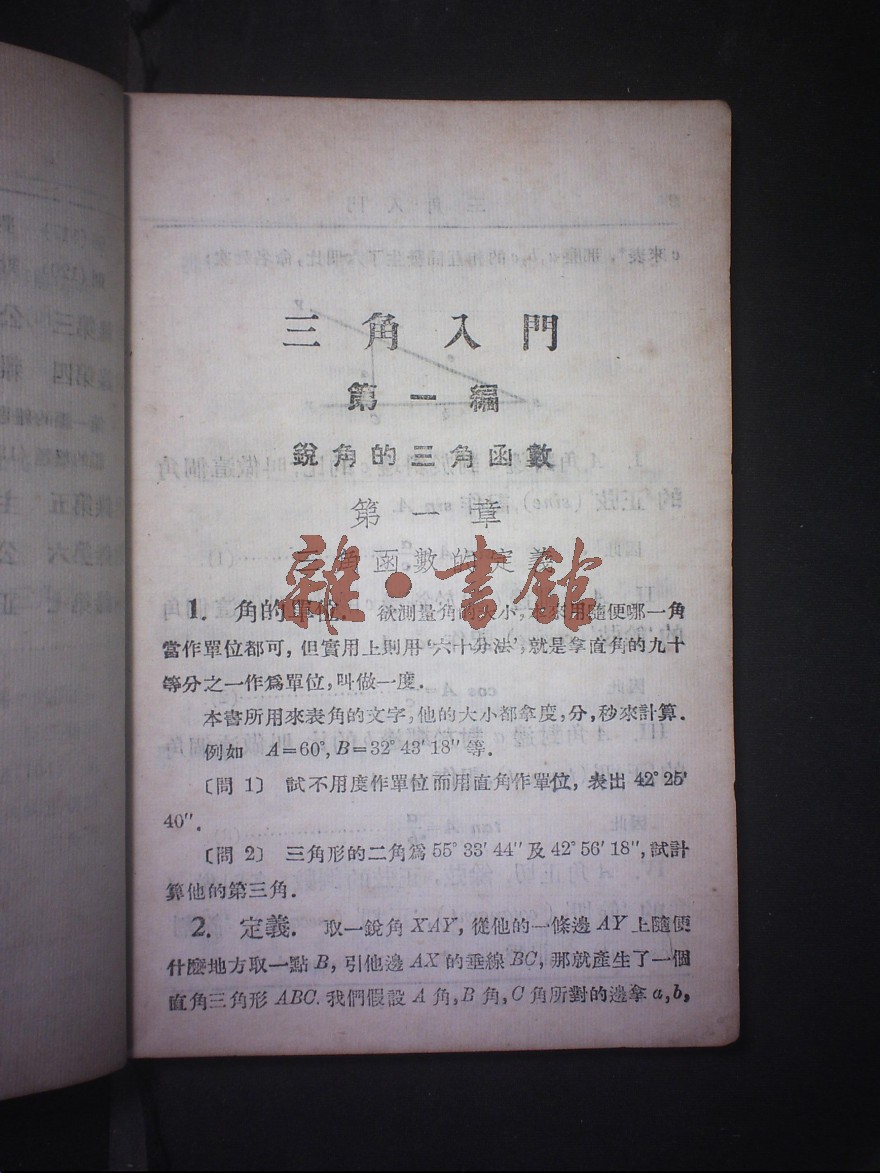 三角入門
第一編
銳角的三角函數
第一章
三角函數的定義
雜·書館
1. 角的單位. 欲測量角的大小, 本來用隨便哪一角
當作單位都可, 但實用上則用‘六十分法’, 就是拿直角的九十
等分之一作爲單位, 叫做一度.
本書所用來表角的文字, 他的大小都拿度, 分, 秒來計算.
例如 A=60°, B=32° 43′ 18″ 等.
〔問 1〕 試不用度作單位而用直角作單位, 表出 42° 25′
40″.
〔問 2〕 三角形的二角爲 55° 33′ 44″ 及 42° 56′ 18″, 試計
算他的第三角.
2. 定義. 取一銳角 XAY, 從他的一條邊 AY 上隨便
什麼地方取一點 B, 引他邊 AX 的垂線 BC, 那就產生了一個
直角三角形 ABC. 我們假設 A 角, B 角, C 角所對的邊拿 a, b,